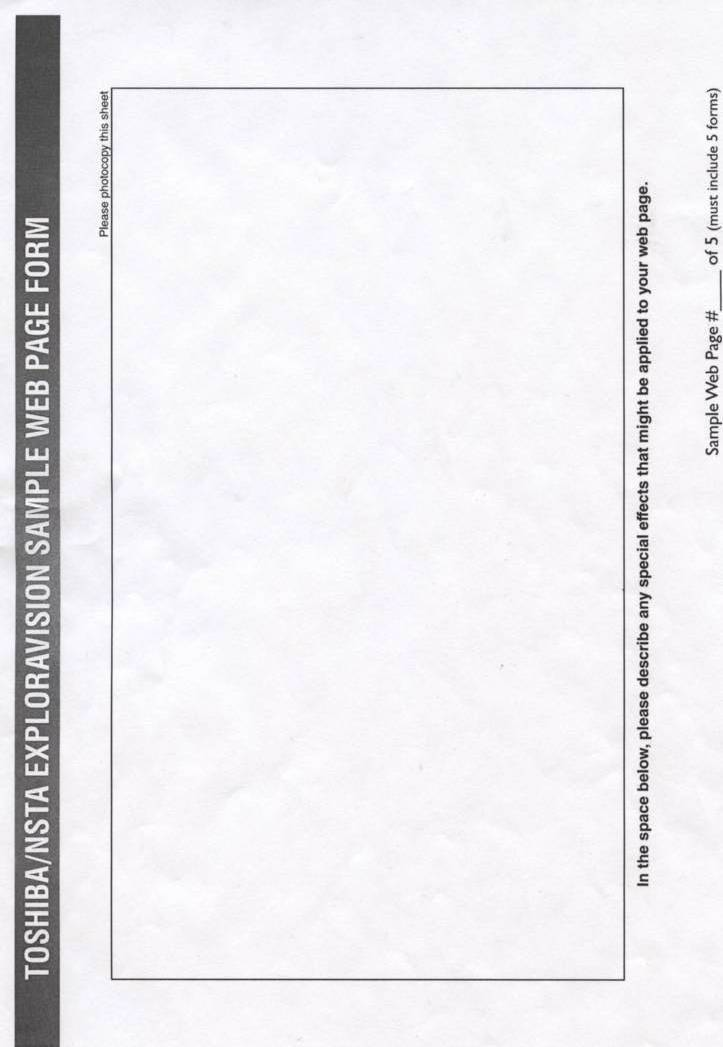 TOSHIBA/NSTA EXPLORAVISION SAMPLE WEB PAGE FORM
Please photocopy this sheet
In the space below, please describe any special effects that might be applied to your web page.
Sample Web Page #____ of 5 (must include 5 forms)